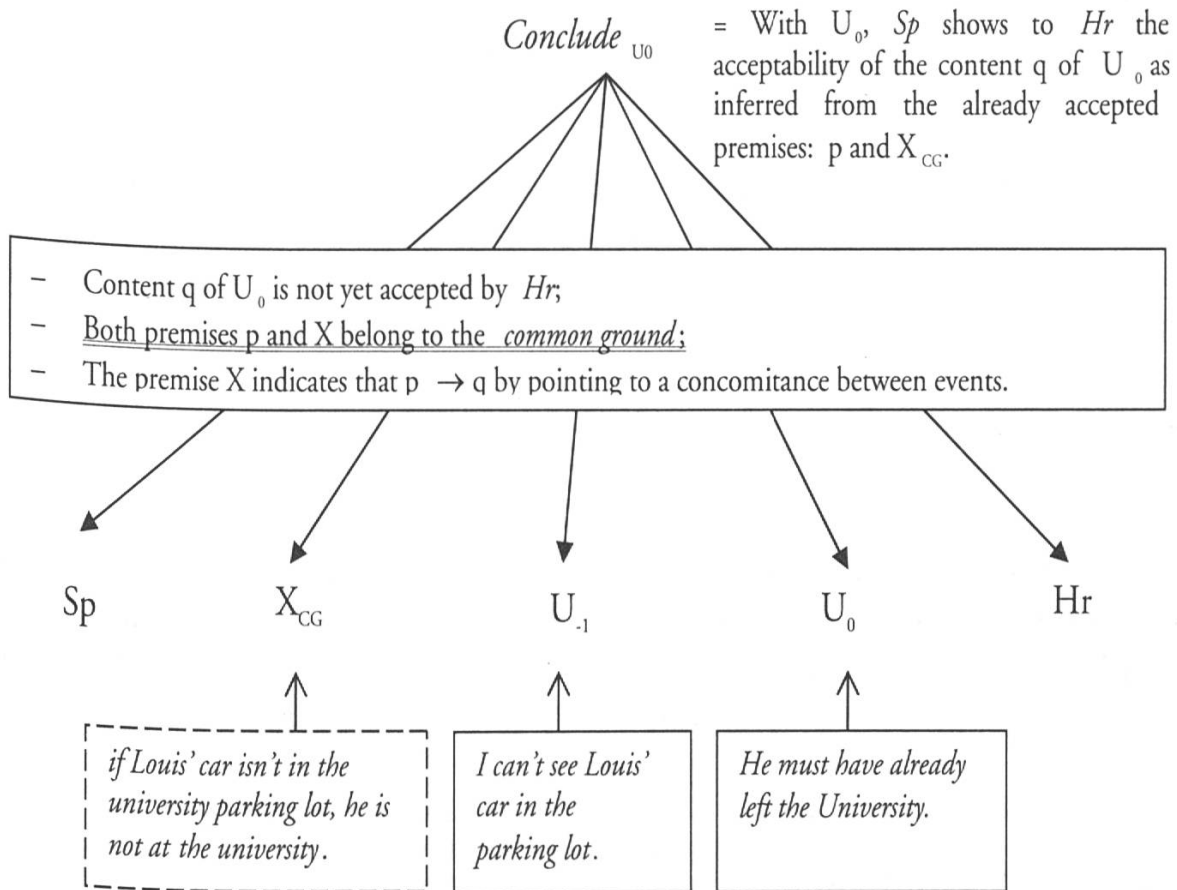 Conclude U0
= With U0, Sp shows to Hr the
acceptability of the content q of U0 as
inferred from the already accepted
premises: p and XCG.
– Content q of U0 is not yet accepted by Hr;
– Both premises p and X belong to the common ground;
– The premise X indicates that p → q by pointing to a concomitance between events.
Sp XCG U-1 U0 Hr
if Louis' car isn't in the
university parking lot, he is
not at the university.
I can't see Louis'
car in the
parking lot.
He must have already
left the University.